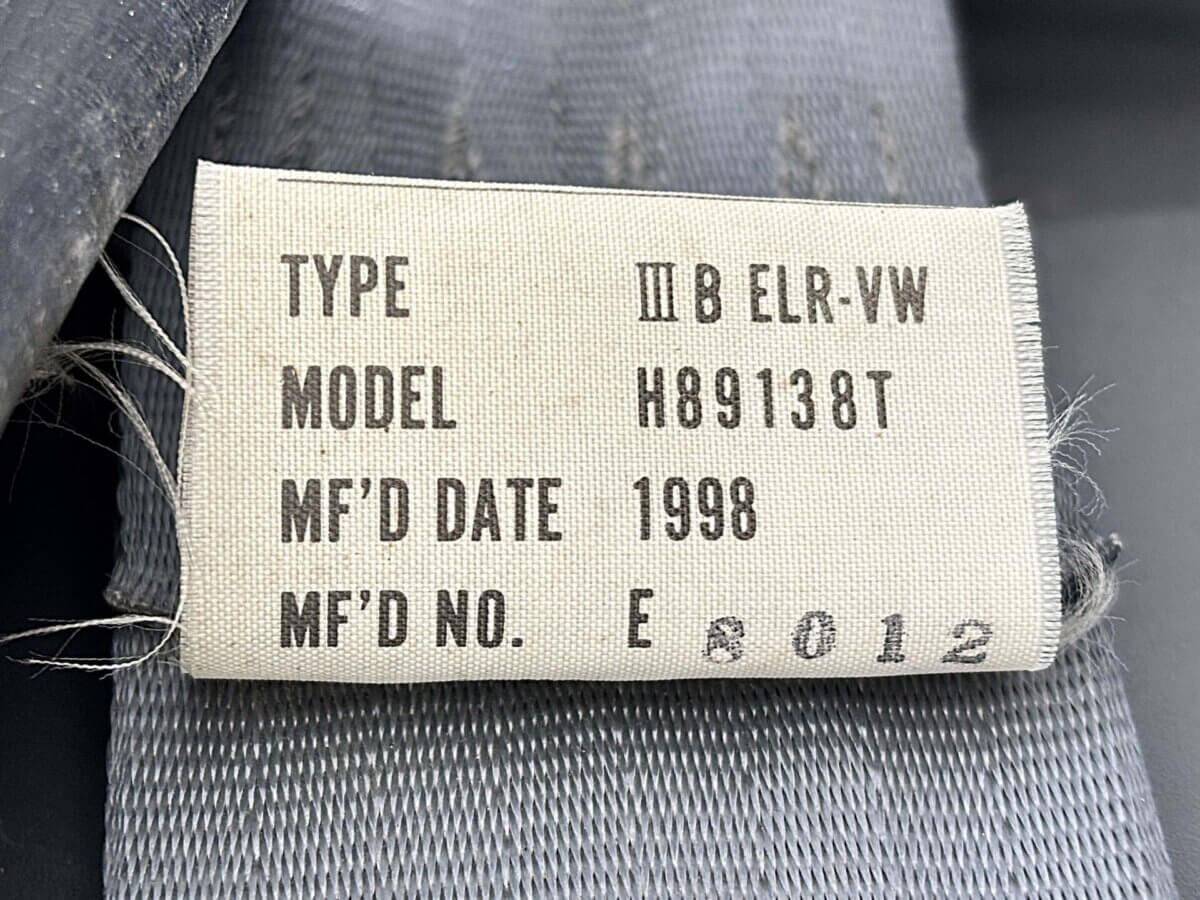 TYPE III B ELR-VW
MODEL H89138T
MF'D DATE 1998
MF'D NO. E 8012